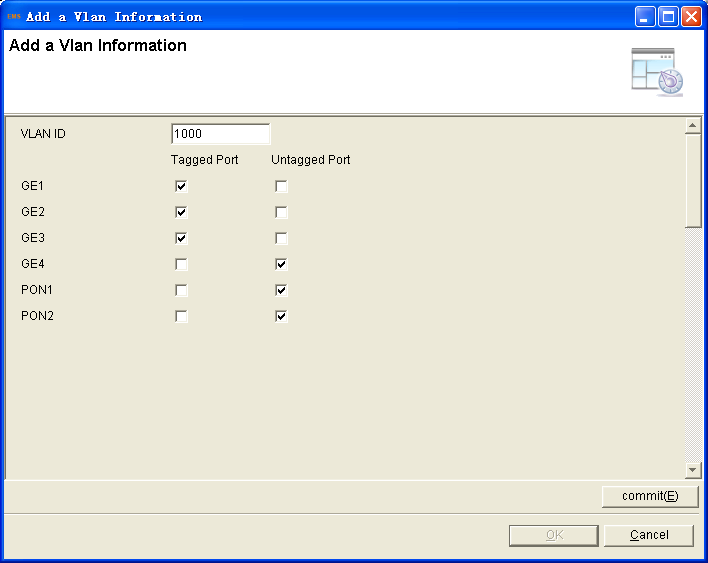 EMS Add a Vlan Information
Add a Vlan Information
VLAN ID 1000
Tagged Port Untagged Port
GE1
GE2
GE3
GE4
PON1
PON2
commit(E)
OK Cancel